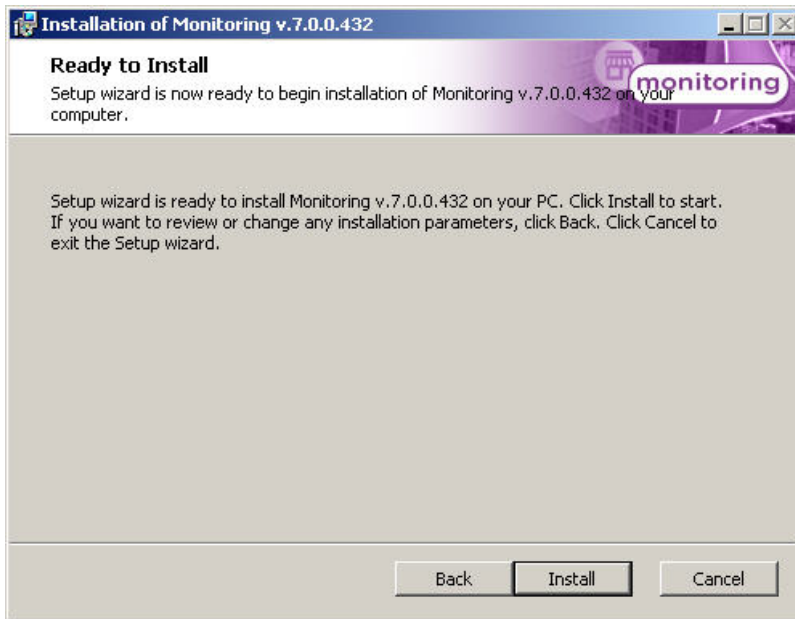 Installation of Monitoring v.7.0.0.432
Ready to Install
Setup wizard is now ready to begin installation of Monitoring v.7.0.0.432 on your
computer.
monitoring
Setup wizard is ready to install Monitoring v.7.0.0.432 on your PC. Click Install to start.
If you want to review or change any installation parameters, click Back. Click Cancel to
exit the Setup wizard.
Back Install Cancel